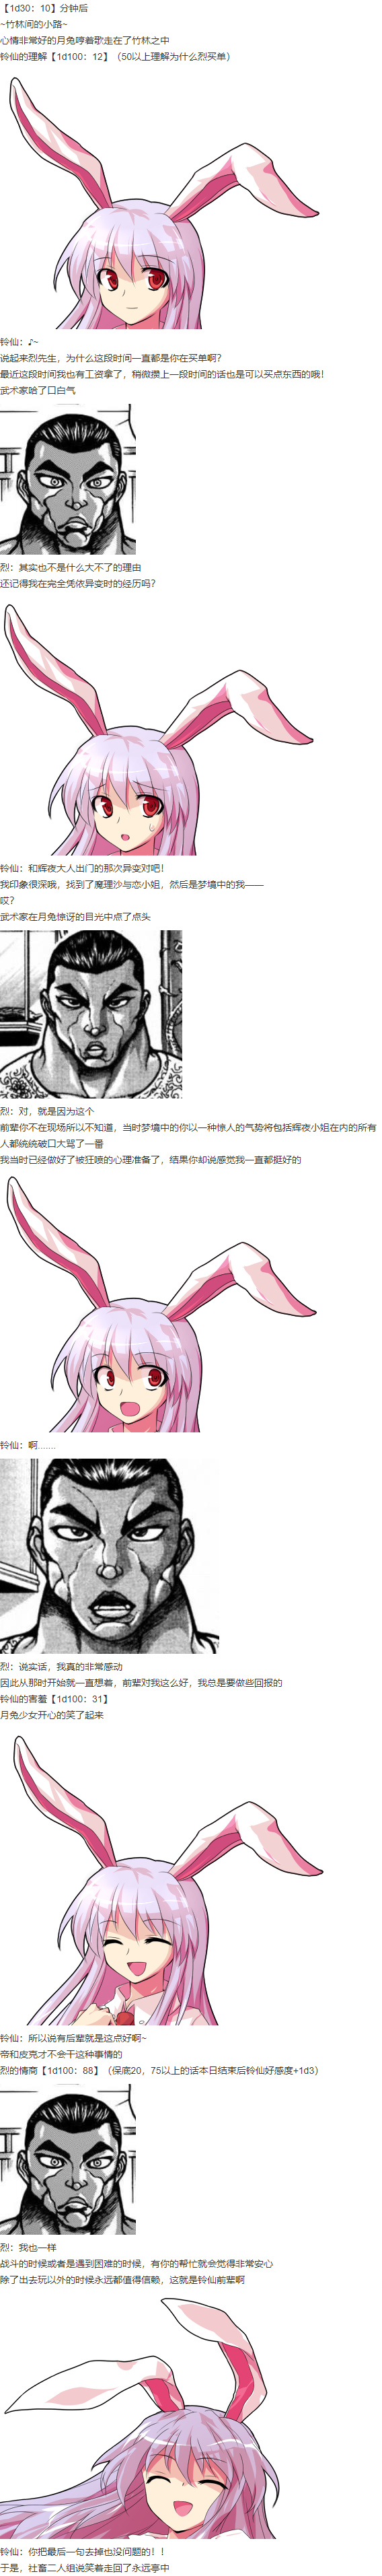 【1d30：10】分钟后
~竹林间的小路~
心情非常好的月兔哼着歌走在了竹林之中
铃仙的理解【1d100：12】（50以上理解为什么烈买单）
铃仙：♪~
说起来烈先生，为什么这段时间一直都是你在买单啊？
最近这段时间我也有工资拿了，稍微攒上一段时间的话也是可以买点东西的哦！
武术家哈了口白气
烈：其实也不是什么大不了的理由
还记得我在完全凭依异变时的经历吗？
铃仙：和辉夜大人出门的那次异变对吧！
我印象很深哦，找到了魔理沙与恋小姐，然后是梦境中的我——
哎？
武术家在月兔惊讶的目光中点了点头
烈：对，就是因为这个
前辈你不在现场所以不知道，当时梦境中的你以一种惊人的气势将包括辉夜小姐在内的所有
人都统统破口大骂了一番
我当时已经做好了被狂喷的心理准备了，结果你却说感觉我一直都挺好的
铃仙：啊.......
烈：说实话，我真的非常感动
因此从那时开始就一直想着，前辈对我这么好，我总是要做些回报的
铃仙的害羞【1d100：31】
月兔少女开心的笑了起来
铃仙：所以说有后辈就是这点好啊~
帝和皮克才不会干这种事情的
烈的情商【1d100：88】（保底20，75以上的话本日结束后铃仙好感度+1d3）
烈：我也一样
战斗的时候或者是遇到困难的时候，有你的帮忙就会觉得非常安心
除了出去玩以外的时候永远都值得信赖，这就是铃仙前辈啊
铃仙：你把最后一句去掉也没问题的！！
于是，社畜二人组说笑着走回了永远亭中